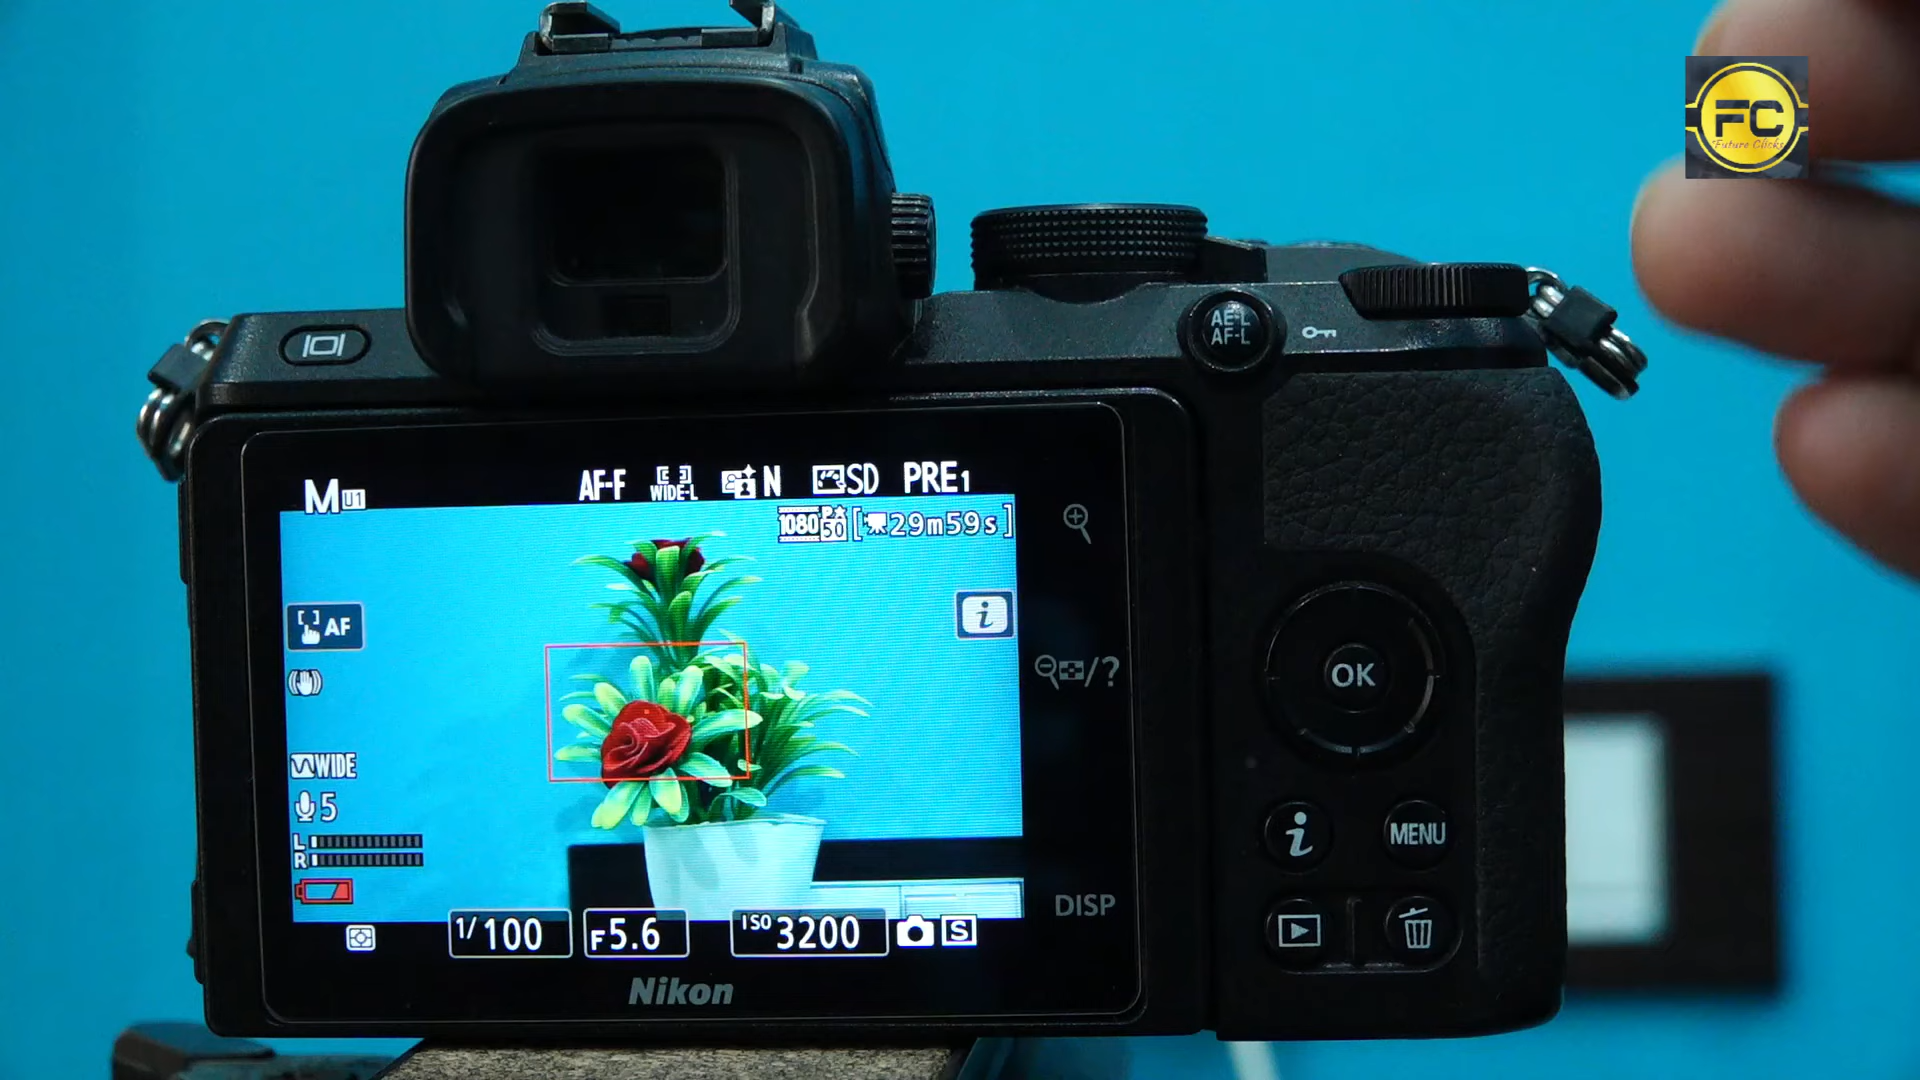 FC
Future Clicks
AE-L
AF-L
M U1
AF-F
WIDE-L
N
SD
PRE1
1080 50 [29m59s]
AF
i
WIDE
5
L
R
1/100
F5.6
ISO 3200
S
Nikon
/?
DISP
OK
i
MENU